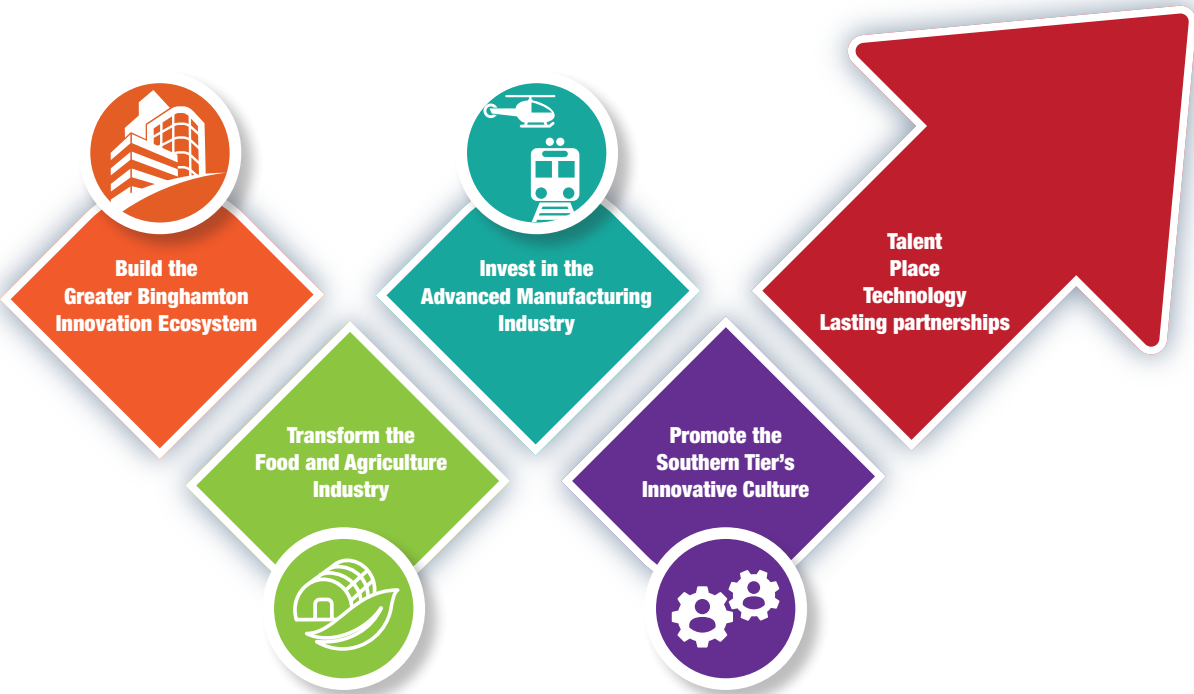 Build the
Greater Binghamton
Innovation Ecosystem
Transform the
Food and Agriculture
Industry
Invest in the
Advanced Manufacturing
Industry
Promote the
Southern Tier’s
Innovative Culture
Talent
Place
Technology
Lasting partnerships